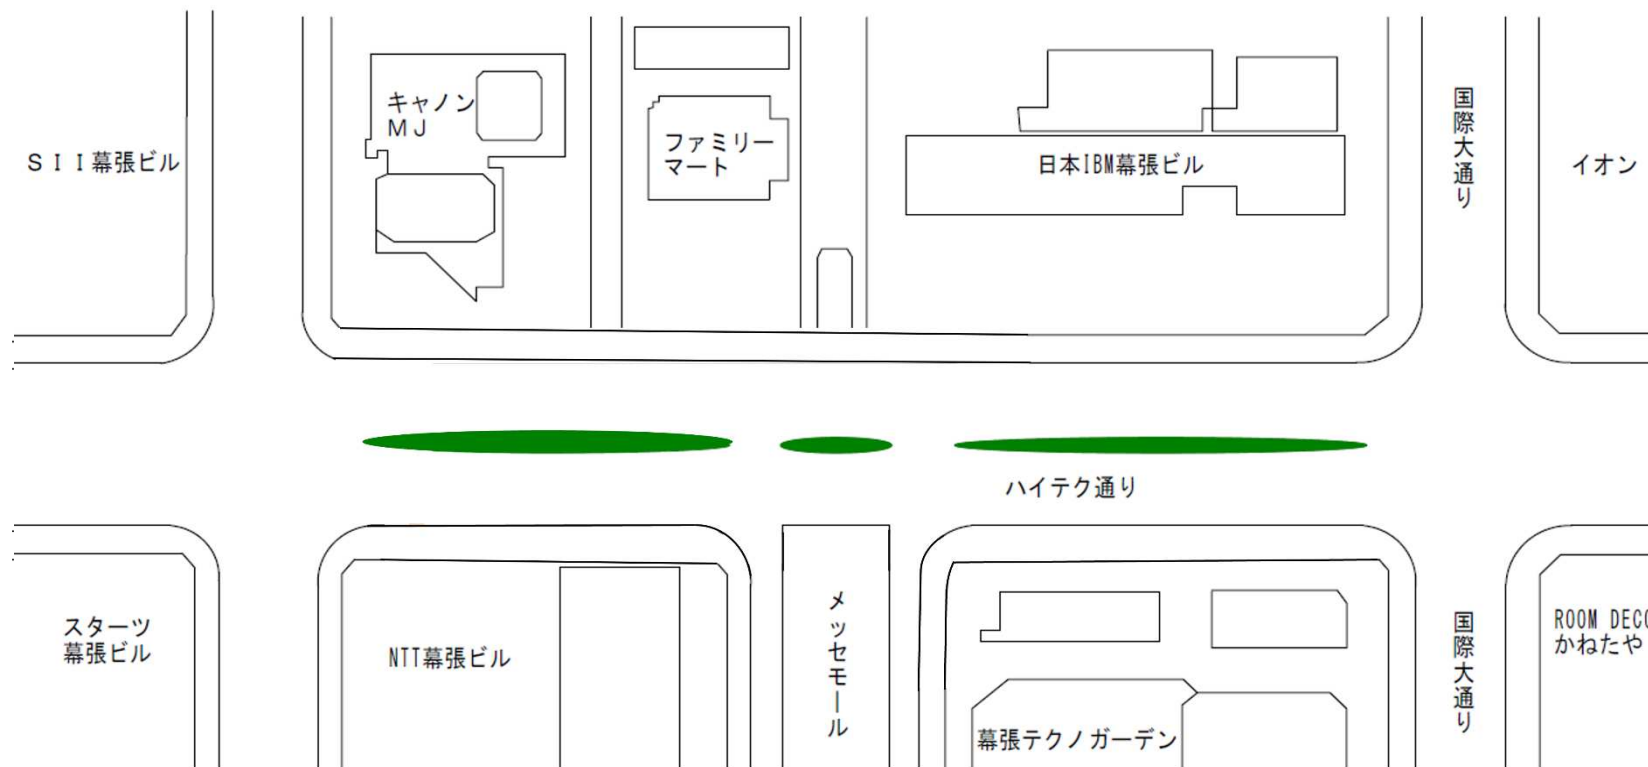 キャノン
ＭＪ
ＳＩＩ幕張ビル
ファミリー
マート
日本IBM幕張ビル
国際大通り
イオン
ハイテク通り
スターツ
幕張ビル
NTT幕張ビル
メッセモール
幕張テクノガーデン
国際大通り
ROOM DECO
かねたや